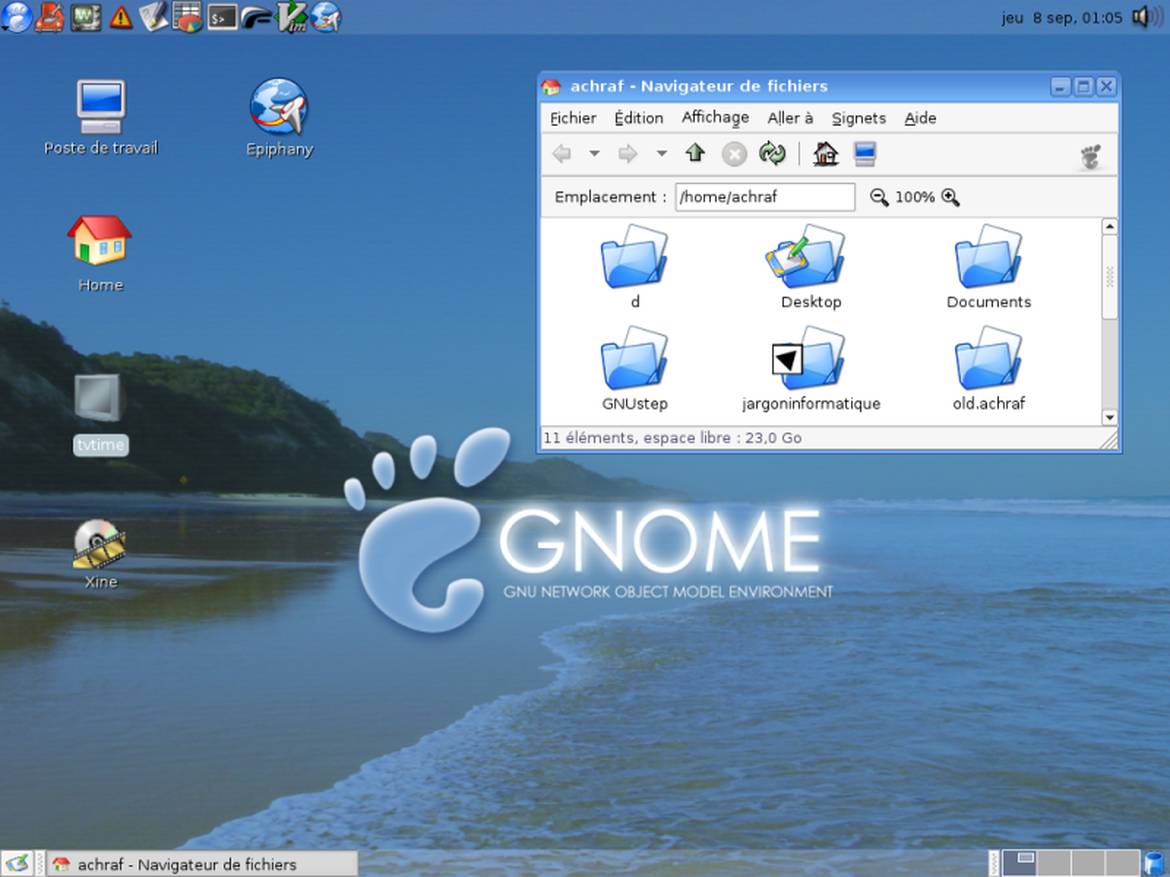 jeu 8 sep, 01:05
Poste de travail
Epiphany
Home
tvtime
Xine
achraf - Navigateur de fichiers
Fichier Édition Affichage Aller à Signets Aide
Emplacement : /home/achraf 100%
d Desktop Documents
GNUstep jargoninformatique old.achraf
11 éléments, espace libre : 23,0 Go
GNOME
GNU NETWORK OBJECT MODEL ENVIRONMENT
achraf - Navigateur de fichiers